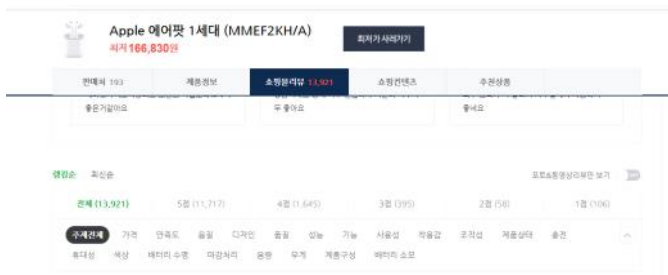 Apple 에어팟 1세대 (MMEF2KH/A)
최저 166,830원
최저가 사러가기
판매처 193 제품정보 쇼핑몰리뷰 13,921 쇼핑컨텐츠 추천상품
좋은거같아요 두 좋아요 좋네요
랭킹순 최신순 포토&동영상리뷰만 보기
전체 (13,921) 5점 (11,717) 4점 (1,645) 3점 (395) 2점 (58) 1점 (106)
주제전체 가격 만족도 음질 디자인 품질 성능 기능 사용성 착용감 조작성 제품상태 충전
휴대성 색상 배터리 수명 마감처리 용량 무게 제품구성 배터리 소모